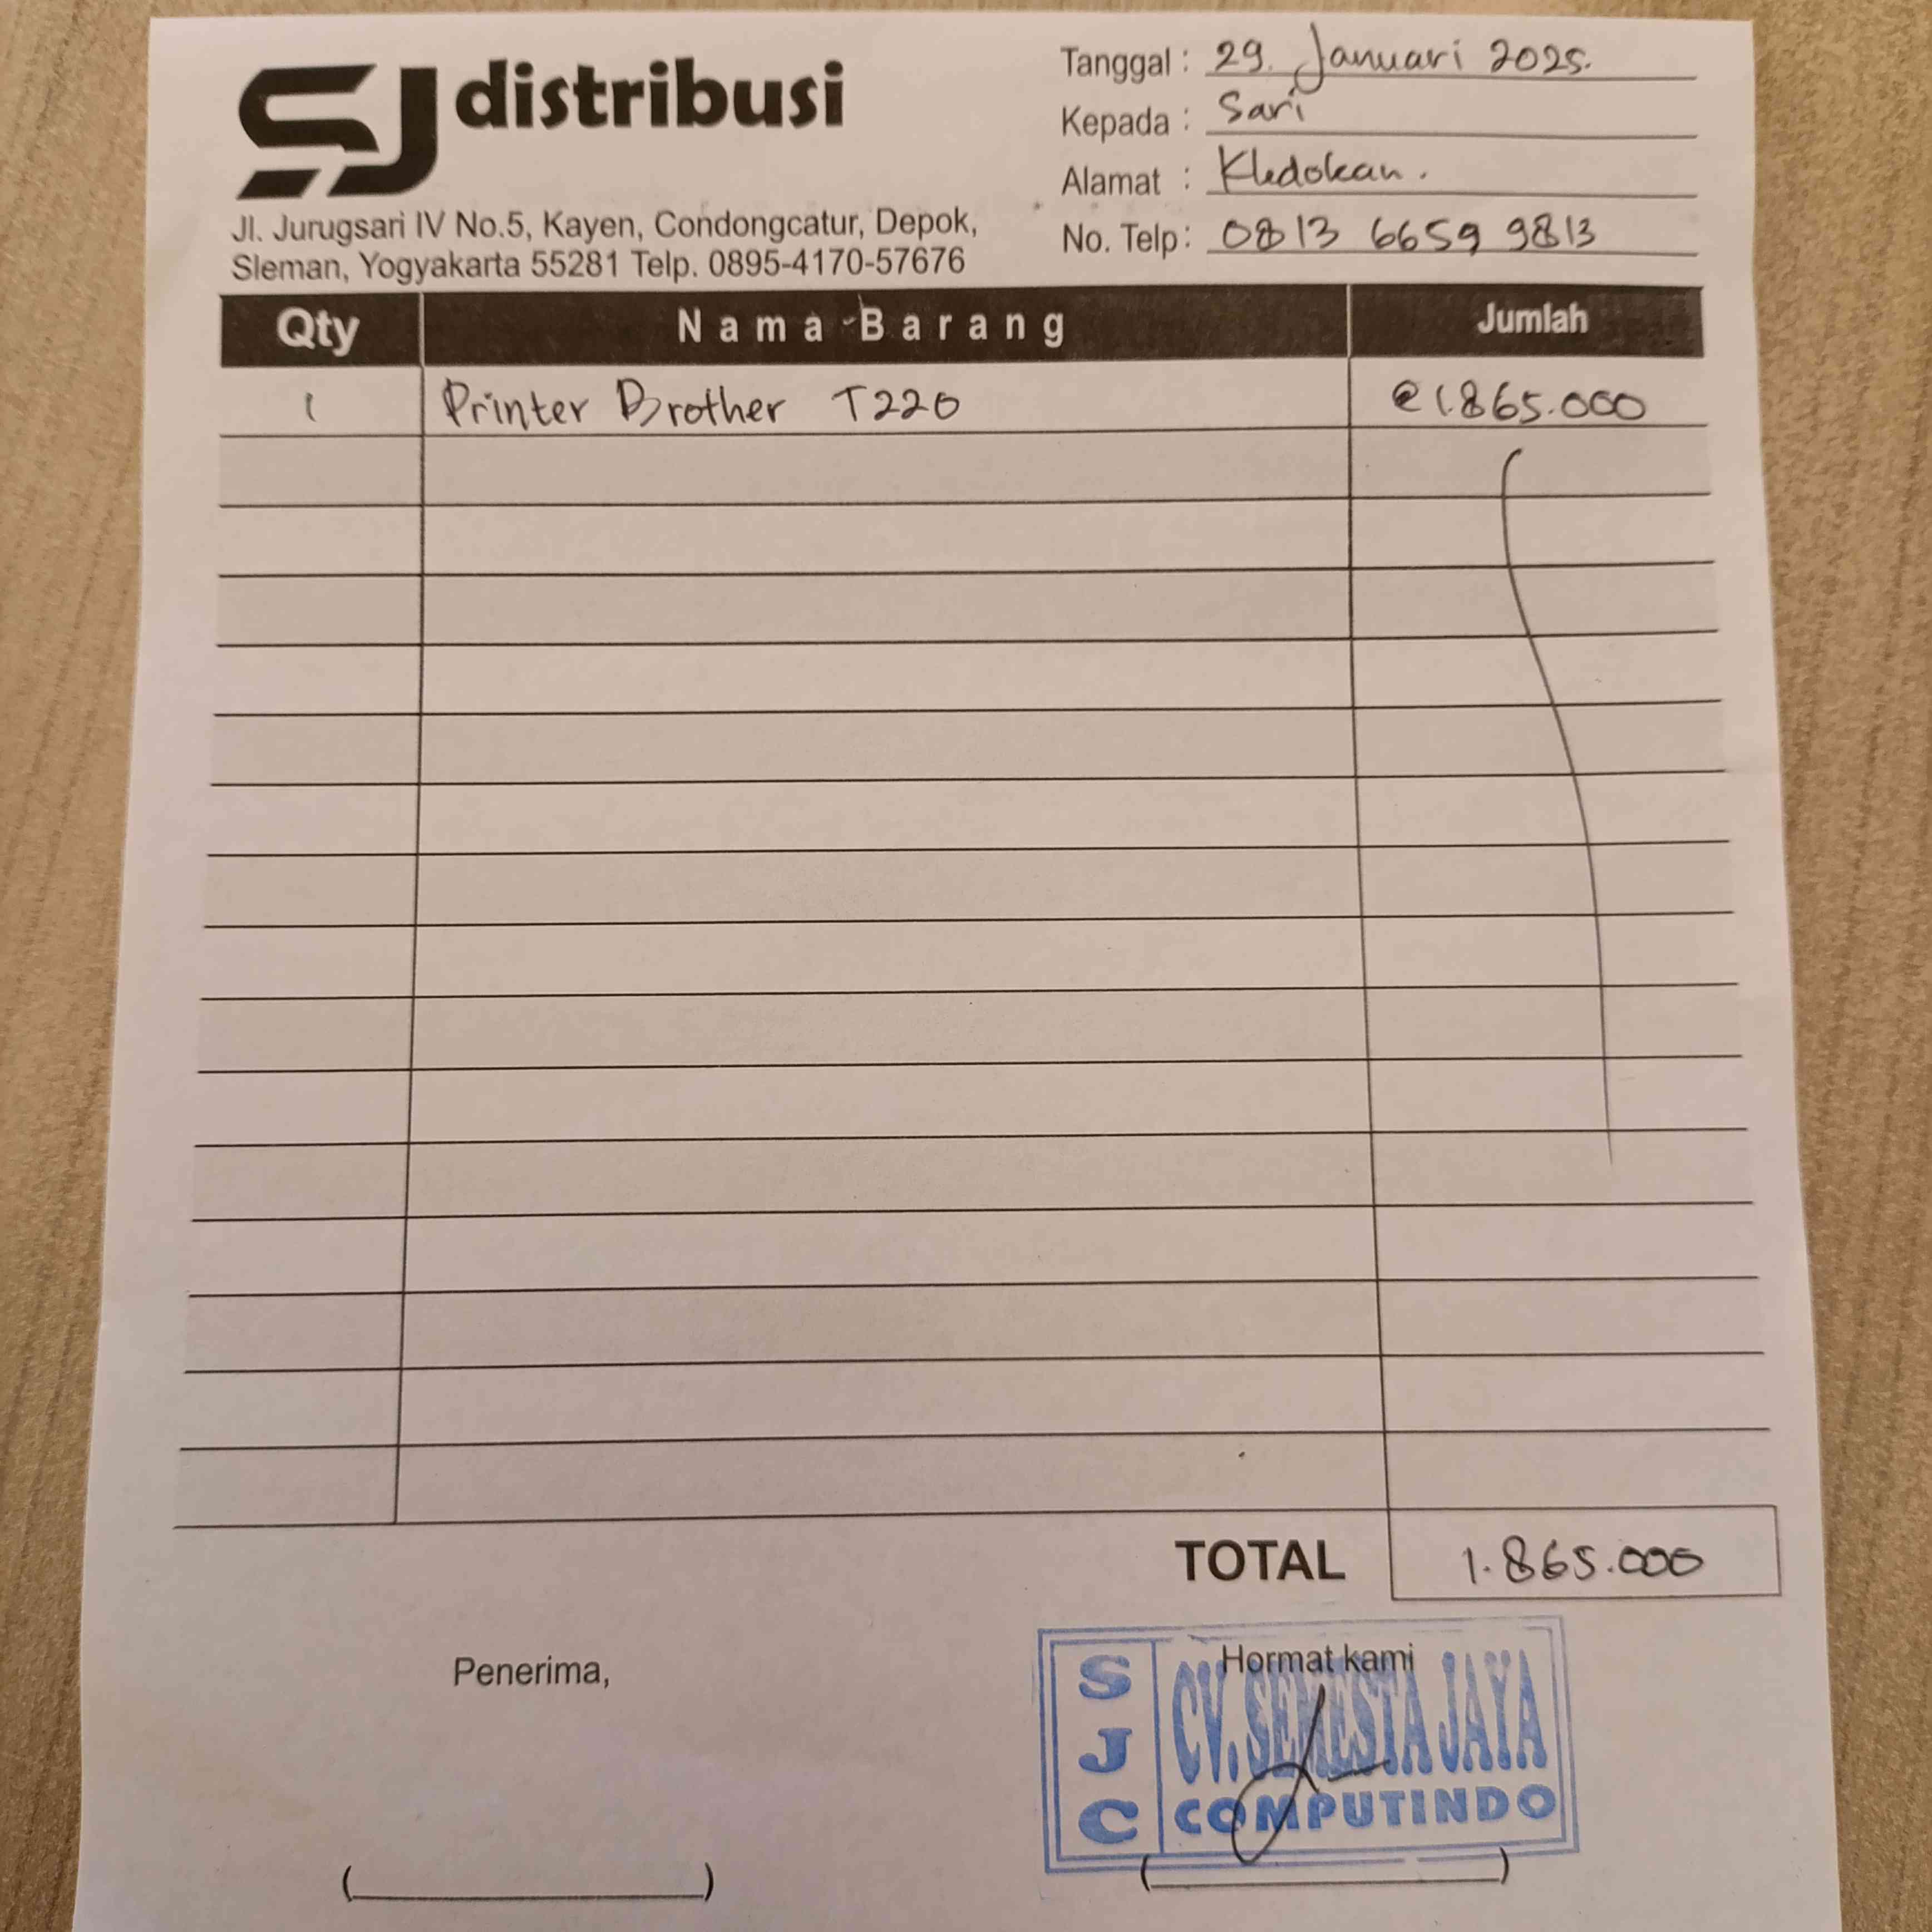 SJ distribusi
Jl. Jurugsari IV No.5, Kayen, Condongcatur, Depok,
Sleman, Yogyakarta 55281 Telp. 0895-4170-57676
Tanggal : 29. Januari 2025.
Kepada : Sari
Alamat : Kledokan.
No. Telp : 0813 6659 9813
Qty Nama Barang Jumlah
1 Printer Brother T220 @1.865.000
TOTAL 1.865.000
Penerima,
Hormat kami
SJC
CV. SEMESTA JAYA
COMPUTINDO